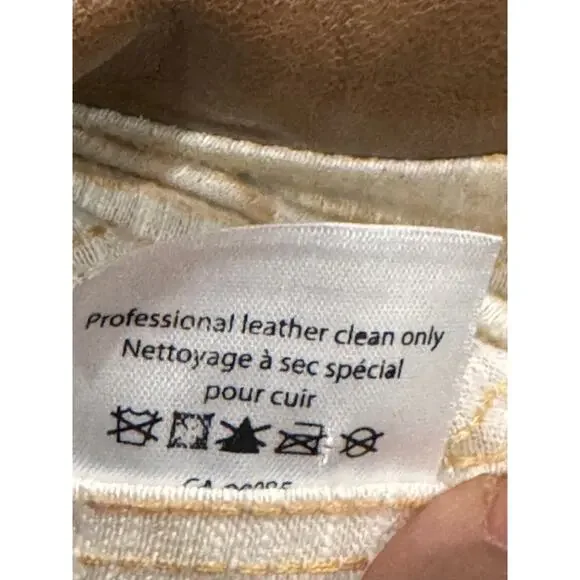 Professional leather clean only
Nettoyage à sec spécial
pour cuir